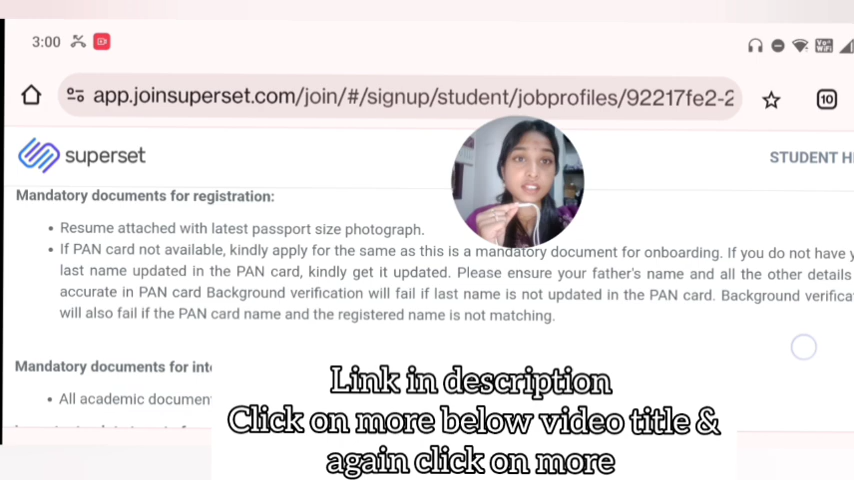 3:00
Vo
WiFi
app.joinsuperset.com/join/#/signup/student/jobprofiles/92217fe2-2
10
superset
STUDENT H
Mandatory documents for registration:
• Resume attached with latest passport size photograph.
• If PAN card not available, kindly apply for the same as this is a mandatory document for onboarding. If you do not have
last name updated in the PAN card, kindly get it updated. Please ensure your father's name and all the other details
accurate in PAN card Background verification will fail if last name is not updated in the PAN card. Background verifica
will also fail if the PAN card name and the registered name is not matching.
Mandatory documents for int
• All academic documen
Link in description
Click on more below video title &
again click on more